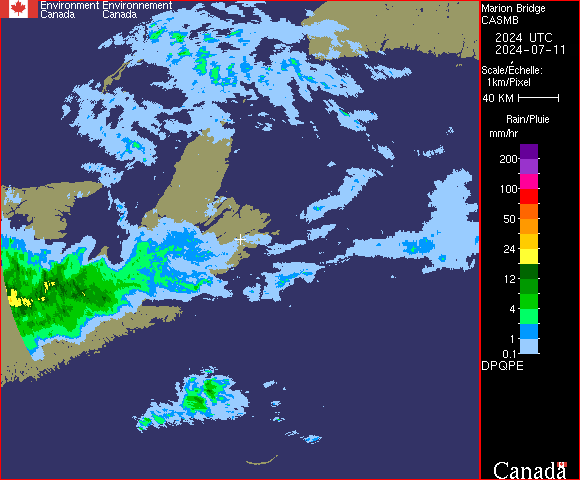 Environment Environnement
Canada Canada
Marion Bridge
CASMB
2024 UTC
2024-07-11
Scale/Échelle:
1km/Pixel
40 KM
Rain/Pluie
mm/hr
200
100
50
24
12
4
1
0.1
DPQPE
Canada